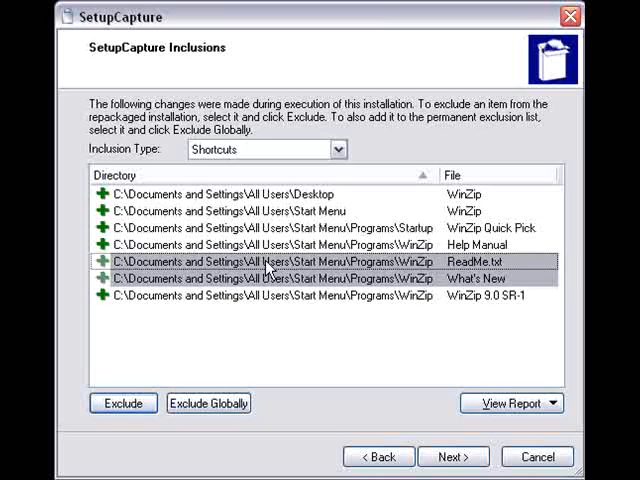 SetupCapture
SetupCapture Inclusions
The following changes were made during execution of this installation. To exclude an item from the
repackaged installation, select it and click Exclude. To also add it to the permanent exclusion list,
select it and click Exclude Globally.
Inclusion Type: Shortcuts
Directory File
C:\Documents and Settings\All Users\Desktop WinZip
C:\Documents and Settings\All Users\Start Menu WinZip
C:\Documents and Settings\All Users\Start Menu\Programs\Startup WinZip Quick Pick
C:\Documents and Settings\All Users\Start Menu\Programs\WinZip Help Manual
C:\Documents and Settings\All Users\Start Menu\Programs\WinZip ReadMe.txt
C:\Documents and Settings\All Users\Start Menu\Programs\WinZip What's New
C:\Documents and Settings\All Users\Start Menu\Programs\WinZip WinZip 9.0 SR-1
Exclude Exclude Globally View Report
< Back Next > Cancel